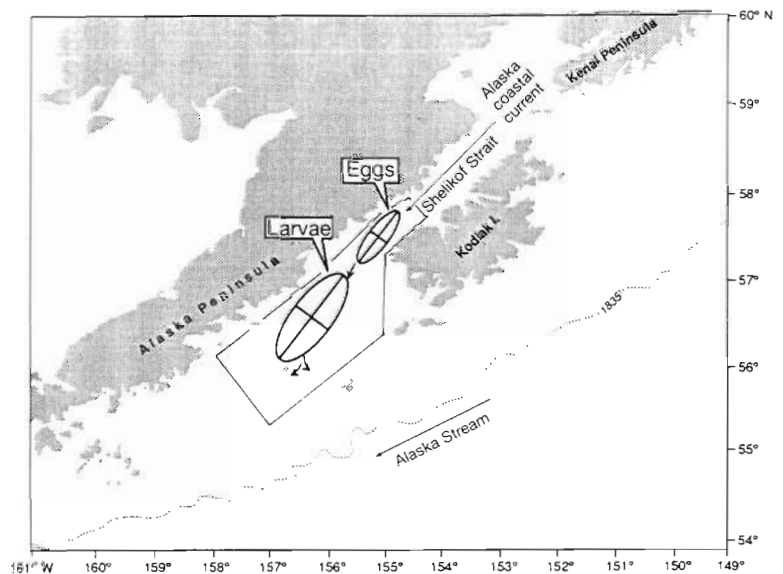 60° N
Kenai Peninsula
Alaska
coastal
current
59°
Shelikof Strait
58°
Eggs
Larvae
Kodiak I.
57°
Alaska Peninsula
1835'
56°
Alaska Stream
55°
54°
161° W
160°
159°
158°
157°
156°
155°
154°
153°
152°
151°
150°
149°